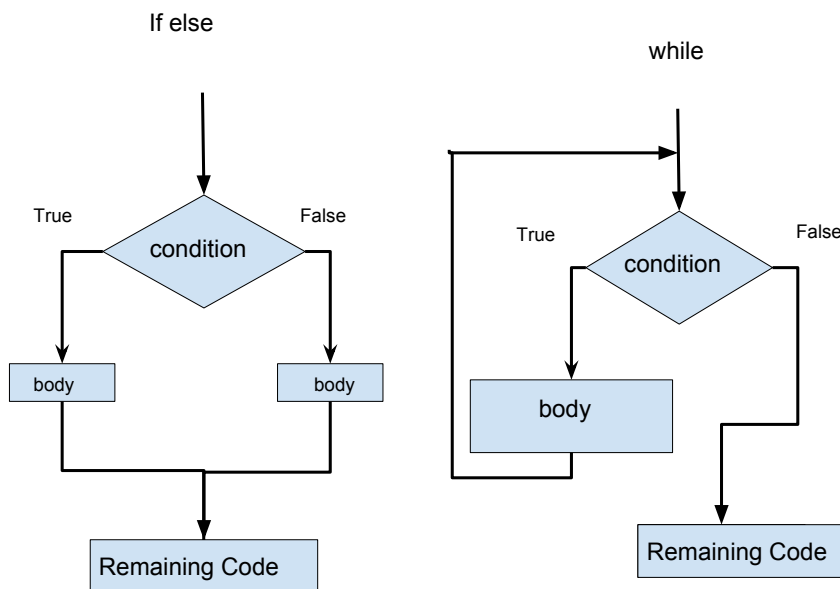 If else
True
False
condition
body
body
Remaining Code
while
True
False
condition
body
Remaining Code